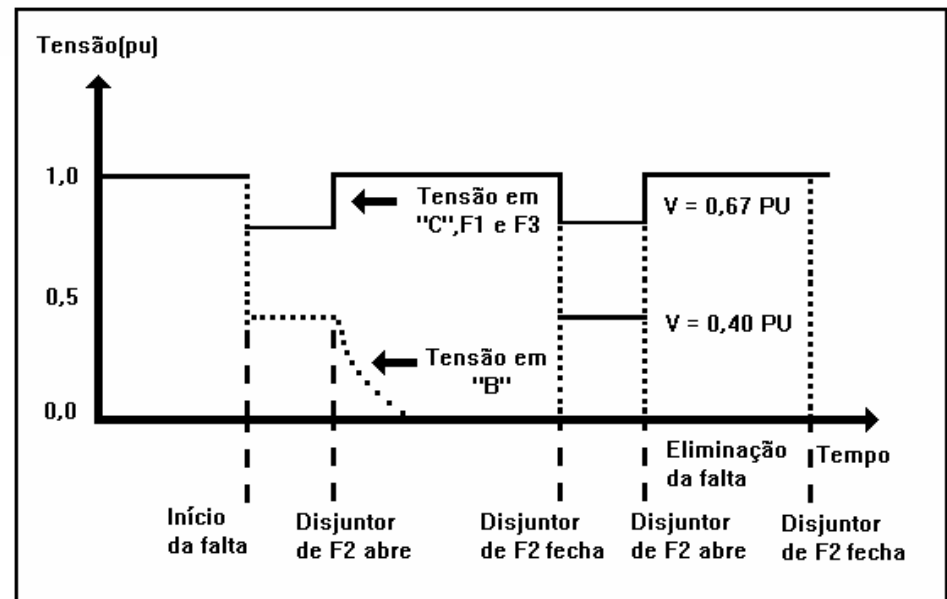 Tensão(pu)
1,0
Tensão em
"C",F1 e F3
V = 0,67 PU
0,5
V = 0,40 PU
Tensão em
"B"
0,0
Eliminação
da falta
Tempo
Início
da falta
Disjuntor
de F2 abre
Disjuntor
de F2 fecha
Disjuntor
de F2 abre
Disjuntor
de F2 fecha